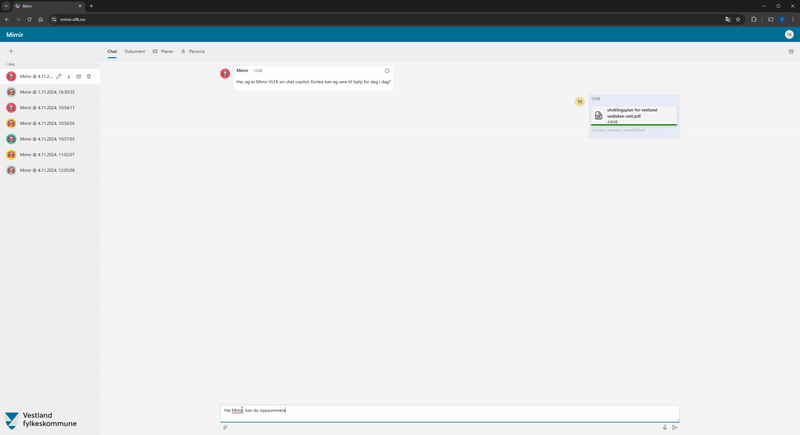 Mimir
mimir.vlfk.no
Mimir
TK
Chat Dokument Planar Persona
I dag
Mimir @ 4.11.2...
Mimir @ 1.11.2024, 16:30:35
Mimir @ 4.11.2024, 10:54:11
Mimir @ 4.11.2024, 10:56:56
Mimir @ 4.11.2024, 10:57:03
Mimir @ 4.11.2024, 11:02:07
Mimir @ 4.11.2024, 12:05:08
Mimir 12:08
Hei, eg er Mimir VLFK sin chat copilot. Korleis kan eg vere til hjelp for deg i dag?
TK
12:08
utviklingsplan-for-vestland-
vedteken-nett.pdf
Success: memory established
Hei Mimir, kan du oppsummere
Vestland
fylkeskommune